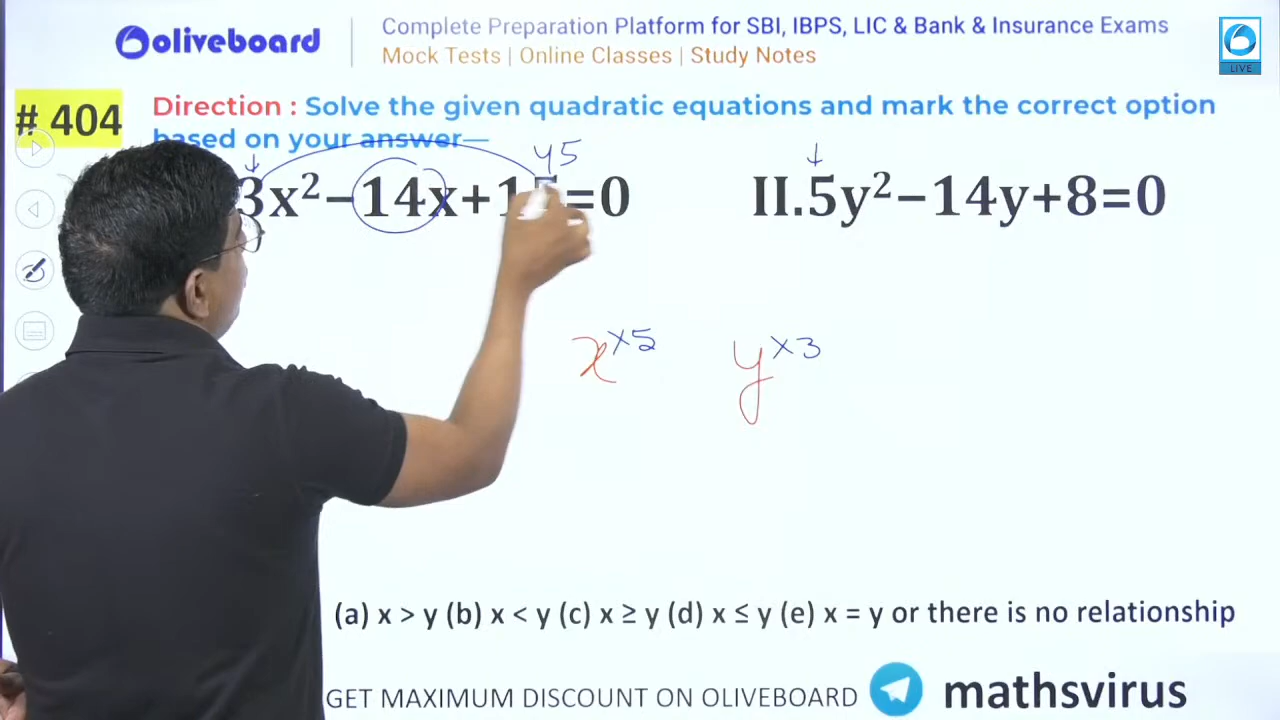 oliveboard
Complete Preparation Platform for SBI, IBPS, LIC & Bank & Insurance Exams
Mock Tests | Online Classes | Study Notes
LIVE
# 404
Direction : Solve the given quadratic equations and mark the correct option
based on your answer—
45
3x²−14x+15=0
II.5y²−14y+8=0
x ×5 y ×3
(a) x > y (b) x < y (c) x ≥ y (d) x ≤ y (e) x = y or there is no relationship
GET MAXIMUM DISCOUNT ON OLIVEBOARD
mathsvirus